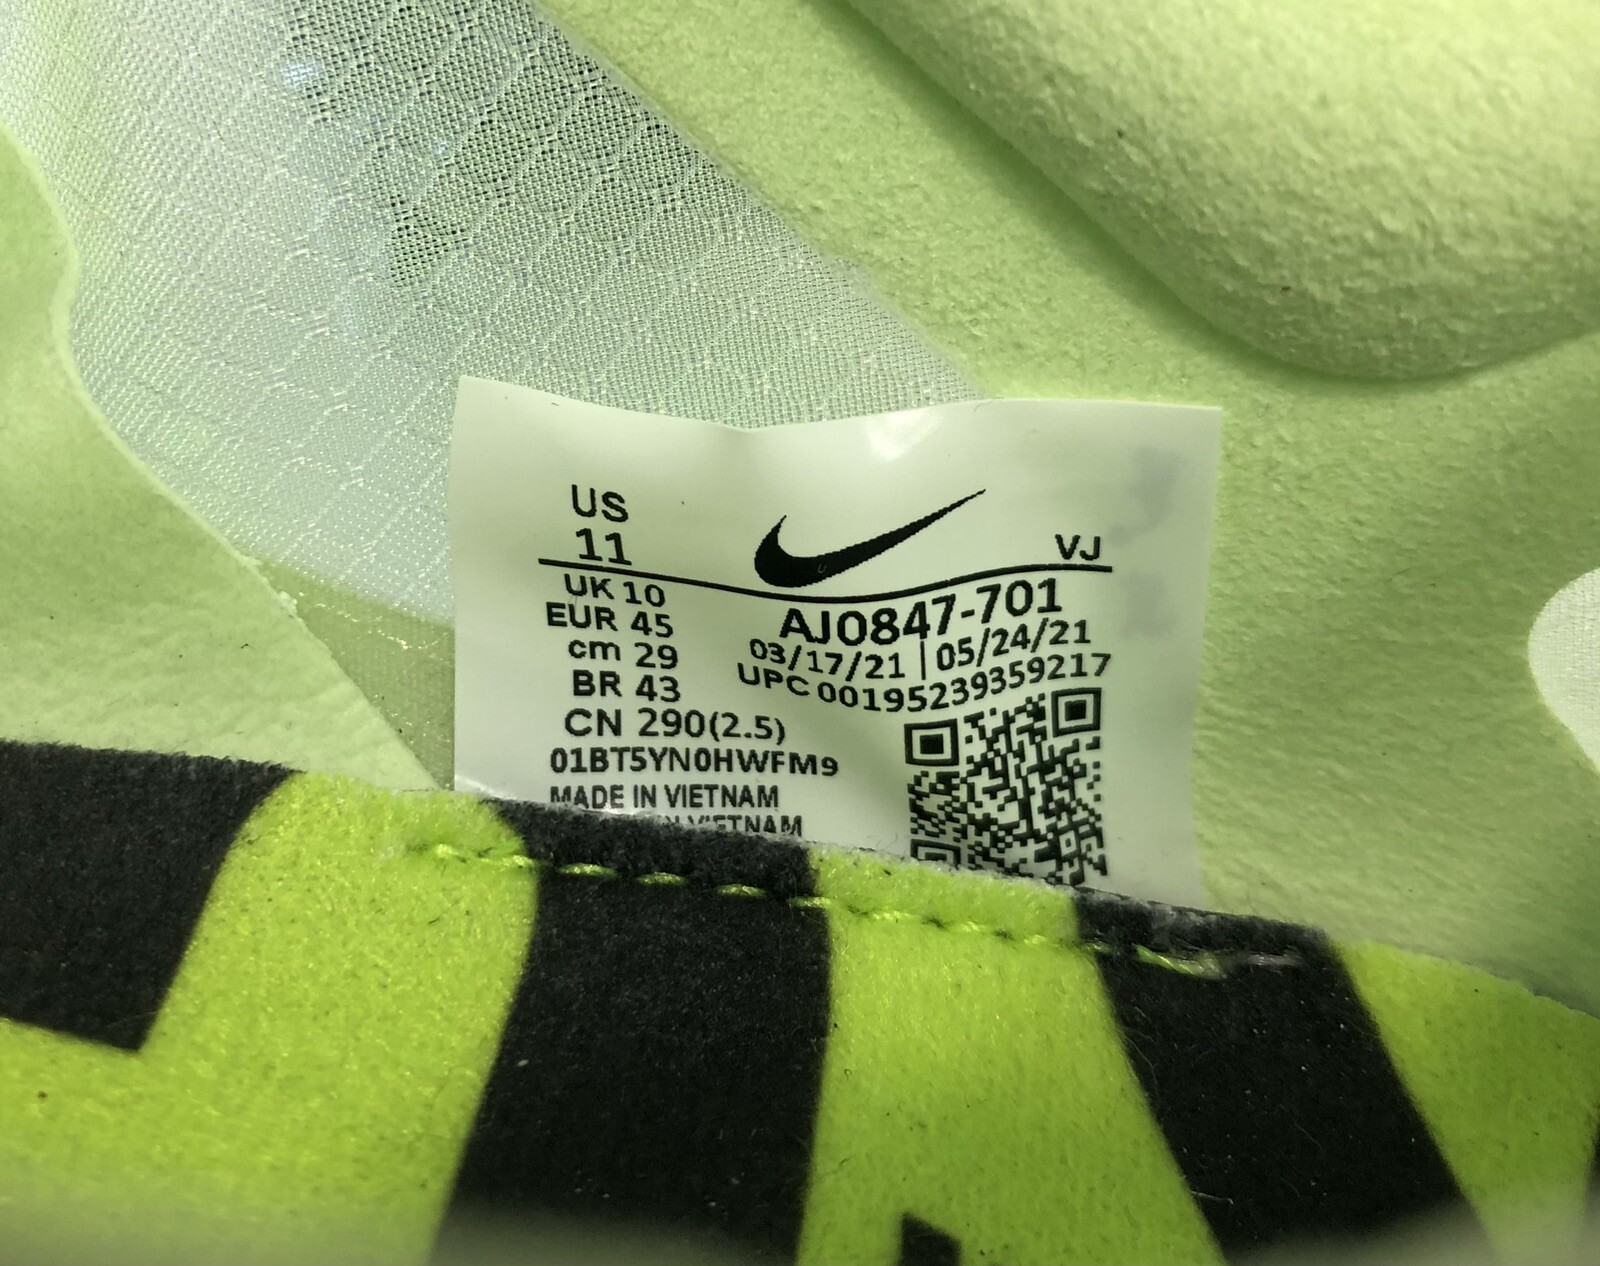 US
11
VJ
UK 10
EUR 45
cm 29
BR 43
CN 290(2.5)
01BT5YN0HWFM9
MADE IN VIETNAM
VIETNAM
AJ0847-701
03/17/21 | 05/24/21
UPC 00195239359217